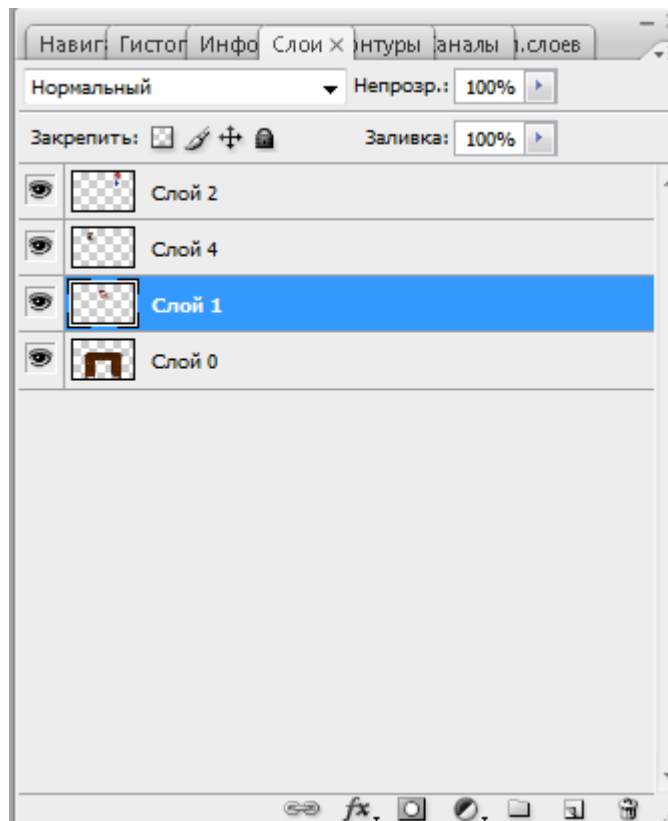 Навиг Гистог Инфо Слои нтуры аналы .слоев
Нормальный Непрозр.: 100%
Закрепить: Заливка: 100%
Слой 2
Слой 4
Слой 1
Слой 0
fx.